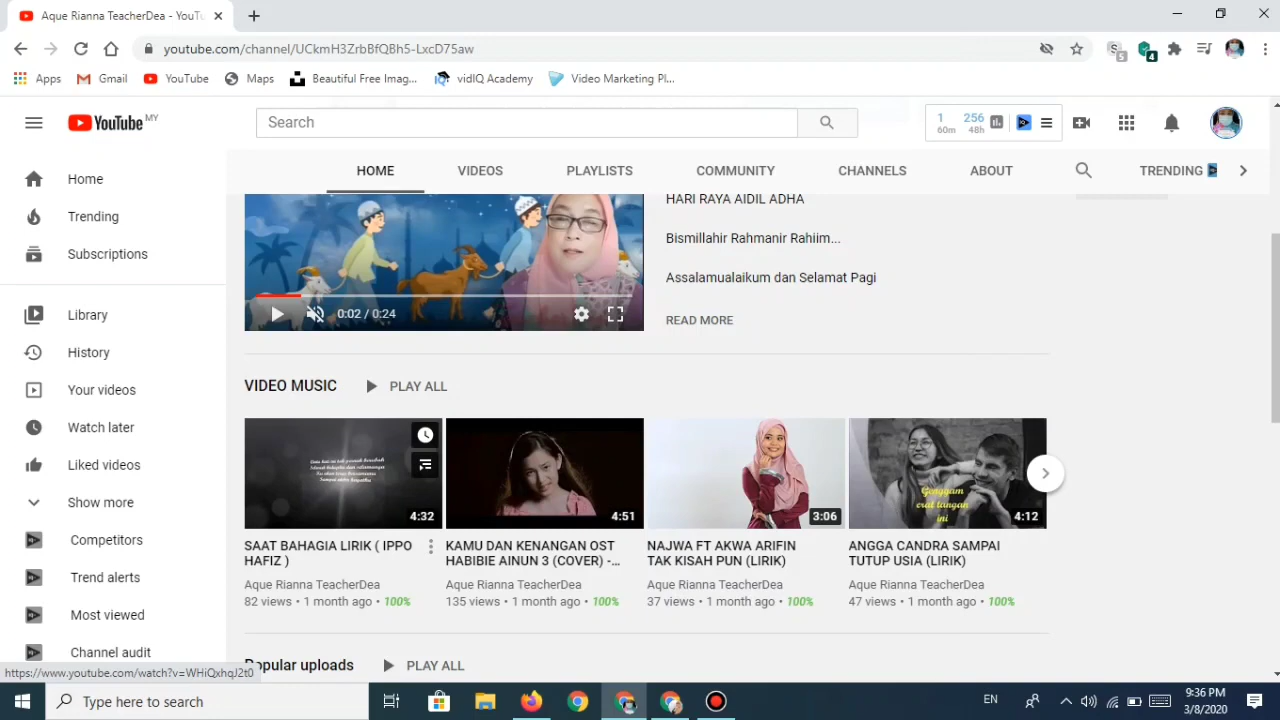 Aque Rianna TeacherDea - YouTu
youtube.com/channel/UCkmH3ZrbBfQBh5-LxcD75aw
5
4
Apps
Gmail
YouTube
Maps
Beautiful Free Imag...
vidIQ Academy
Video Marketing Pl...
YouTube MY
Search
1
60m
256
48h
HOME
VIDEOS
PLAYLISTS
COMMUNITY
CHANNELS
ABOUT
TRENDING
Home
Trending
Subscriptions
Library
History
Your videos
Watch later
Liked videos
Show more
Competitors
Trend alerts
Most viewed
Channel audit
HARI RAYA AIDIL ADHA
Bismillahir Rahmanir Rahiim...
Assalamualaikum dan Selamat Pagi
READ MORE
0:02 / 0:24
VIDEO MUSIC
PLAY ALL
4:32
4:51
3:06
Genggam
erat tangan
ini
4:12
SAAT BAHAGIA LIRIK ( IPPO
HAFIZ )
Aque Rianna TeacherDea
82 views • 1 month ago • 100%
KAMU DAN KENANGAN OST
HABIBIE AINUN 3 (COVER) -...
Aque Rianna TeacherDea
135 views • 1 month ago • 100%
NAJWA FT AKWA ARIFIN
TAK KISAH PUN (LIRIK)
Aque Rianna TeacherDea
37 views • 1 month ago • 100%
ANGGA CANDRA SAMPAI
TUTUP USIA (LIRIK)
Aque Rianna TeacherDea
47 views • 1 month ago • 100%
Popular uploads
PLAY ALL
https://www.youtube.com/watch?v=WHiQxhqJ2t0
Type here to search
EN
9:36 PM
3/8/2020